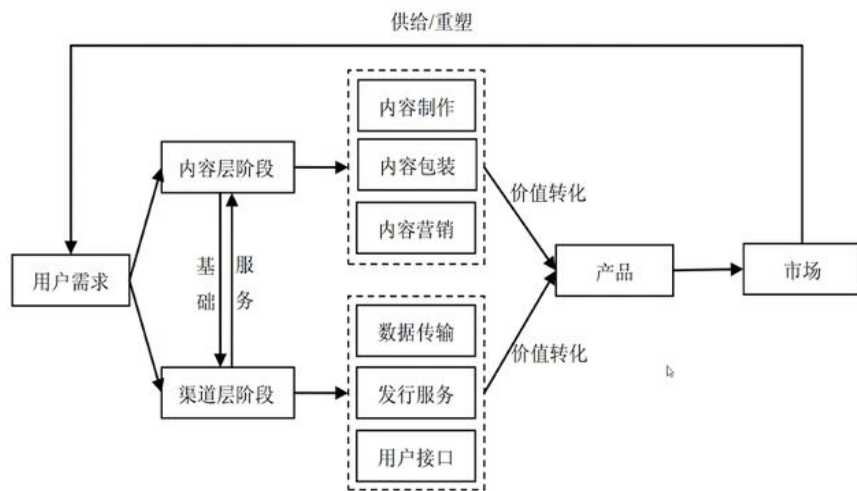 供给/重塑
内容制作
内容层阶段
内容包装
价值转化
内容营销
用户需求
基础
服务
产品
市场
数据传输
价值转化
渠道层阶段
发行服务
用户接口